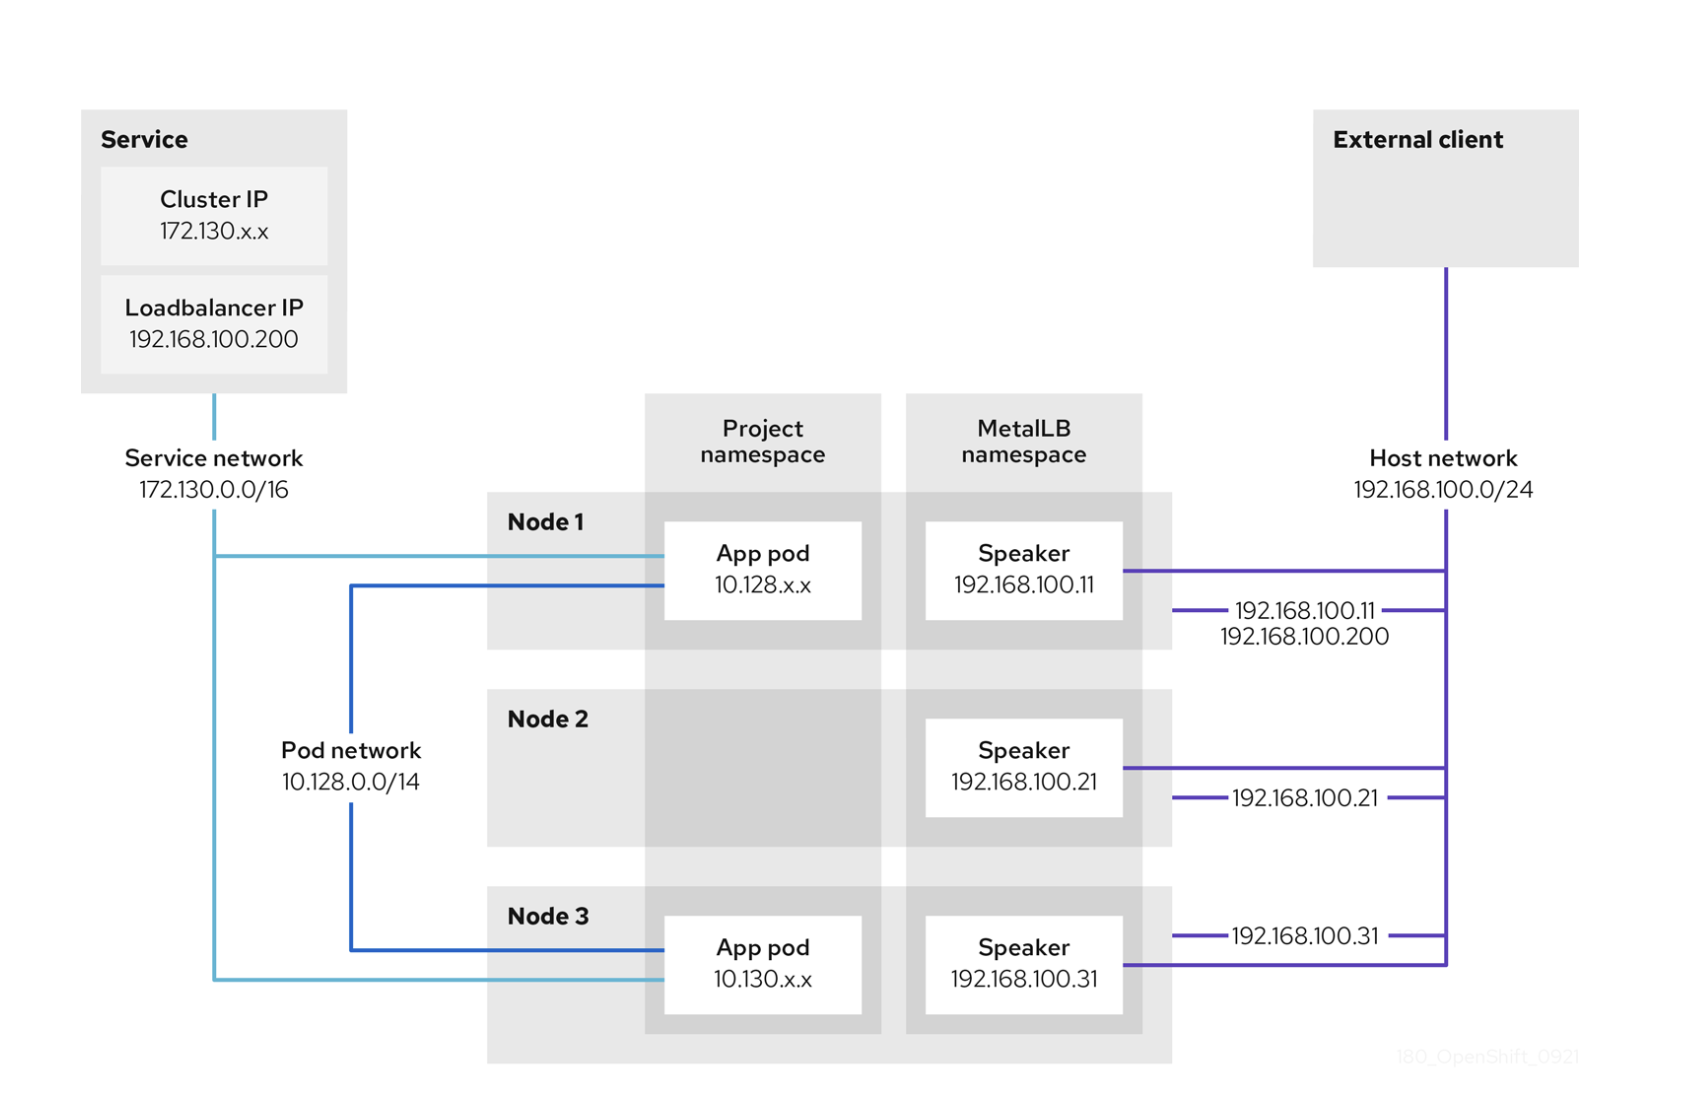 Service
Cluster IP
172.130.x.x
Loadbalancer IP
192.168.100.200
External client
Service network
172.130.0.0/16
Project
namespace
MetalLB
namespace
Host network
192.168.100.0/24
Node 1
App pod
10.128.x.x
Speaker
192.168.100.11
192.168.100.11
192.168.100.200
Pod network
10.128.0.0/14
Node 2
Speaker
192.168.100.21
192.168.100.21
Node 3
App pod
10.130.x.x
Speaker
192.168.100.31
192.168.100.31
180_OpenShift_0921